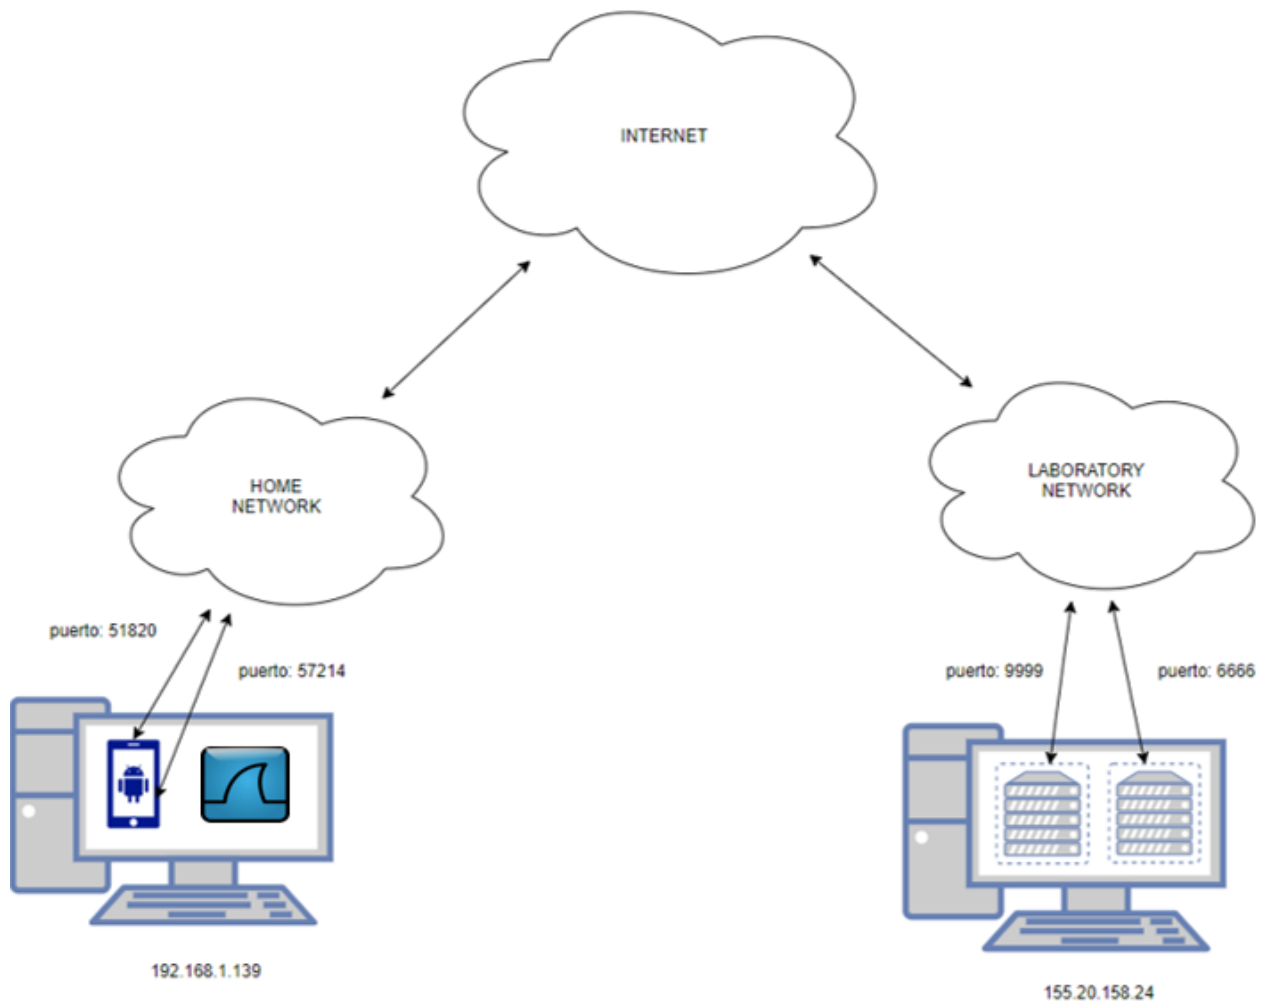 INTERNET
HOME
NETWORK
LABORATORY
NETWORK
puerto: 51820
puerto: 57214
puerto: 9999
puerto: 6666
192.168.1.139
155.20.158.24